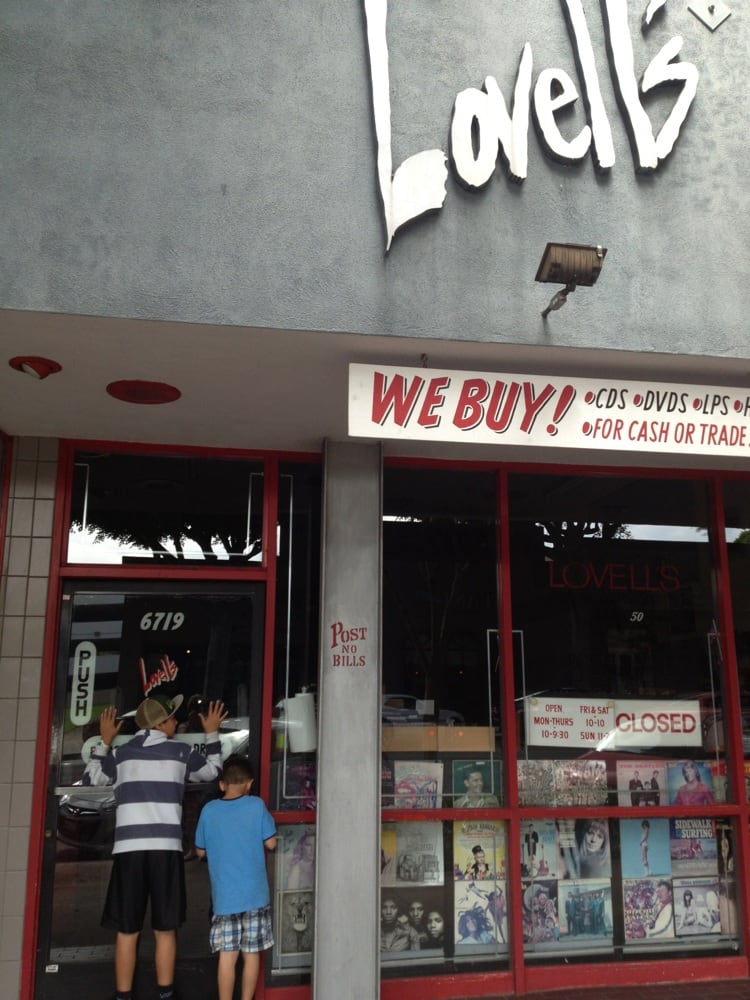 Lovell's
WE BUY! •CDS •DVDS •LPS
•FOR CASH OR TRADE
6719
PUSH
Lovell's
POST
NO
BILLS
LOVELL'S
50
OPEN FRI & SAT
MON-THURS 10-10
10-9:30 SUN 11-
CLOSED
SIDEWALK
SURFING